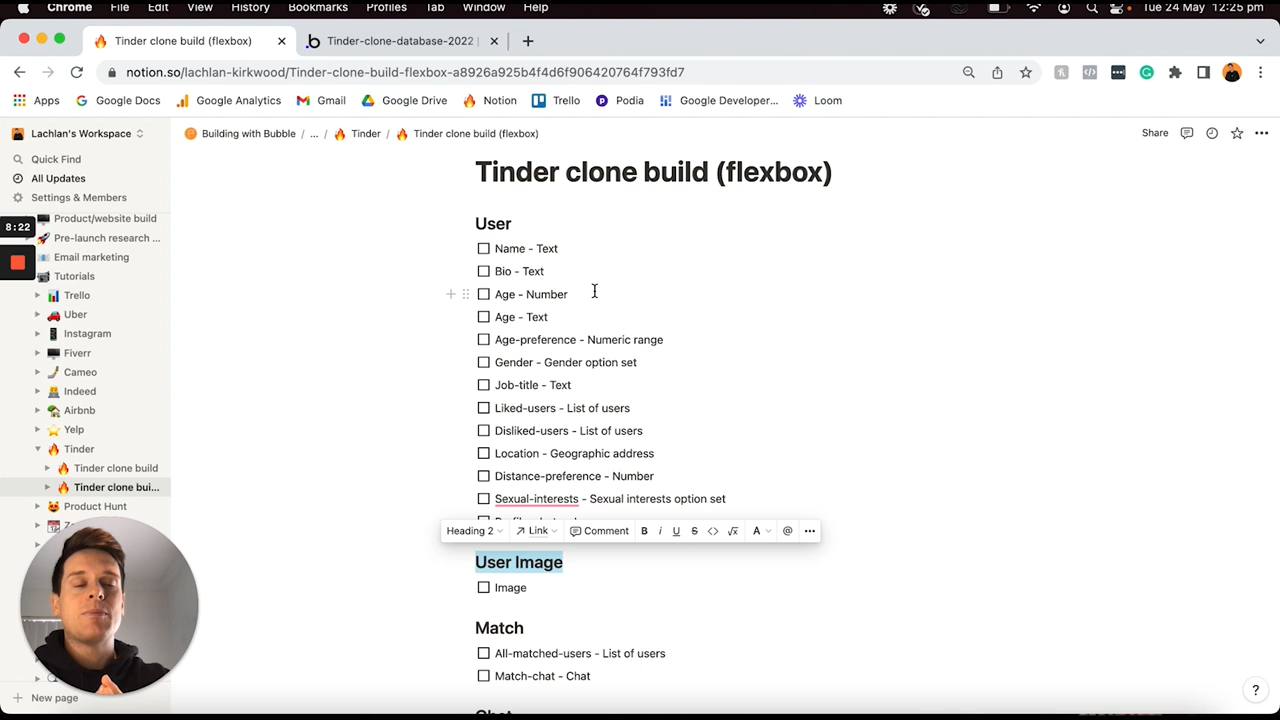 Chrome File Edit View History Bookmarks Profiles Tab Window Help Tue 24 May 12:25 pm
Tinder clone build (flexbox) Tinder-clone-database-2022
notion.so/lachlan-kirkwood/Tinder-clone-build-flexbox-a8926a925b4f4d6f906420764f793fd7
Apps Google Docs Google Analytics Gmail Google Drive Notion Trello Podia Google Developer... Loom
Lachlan's Workspace
Building with Bubble / ... / Tinder / Tinder clone build (flexbox)
Share
Quick Find
All Updates
Settings & Members
Product/website build
8:22
Pre-launch research ...
Email marketing
Tutorials
Trello
Uber
Instagram
Fiverr
Cameo
Indeed
Airbnb
Yelp
Tinder
Tinder clone build
Tinder clone bui...
Product Hunt
New page
Tinder clone build (flexbox)
User
Name - Text
Bio - Text
Age - Number
Age - Text
Age-preference - Numeric range
Gender - Gender option set
Job-title - Text
Liked-users - List of users
Disliked-users - List of users
Location - Geographic address
Distance-preference - Number
Sexual-interests - Sexual interests option set
Heading 2 Link Comment B i U S <> √x A @ •••
User Image
Image
Match
All-matched-users - List of users
Match-chat - Chat
?